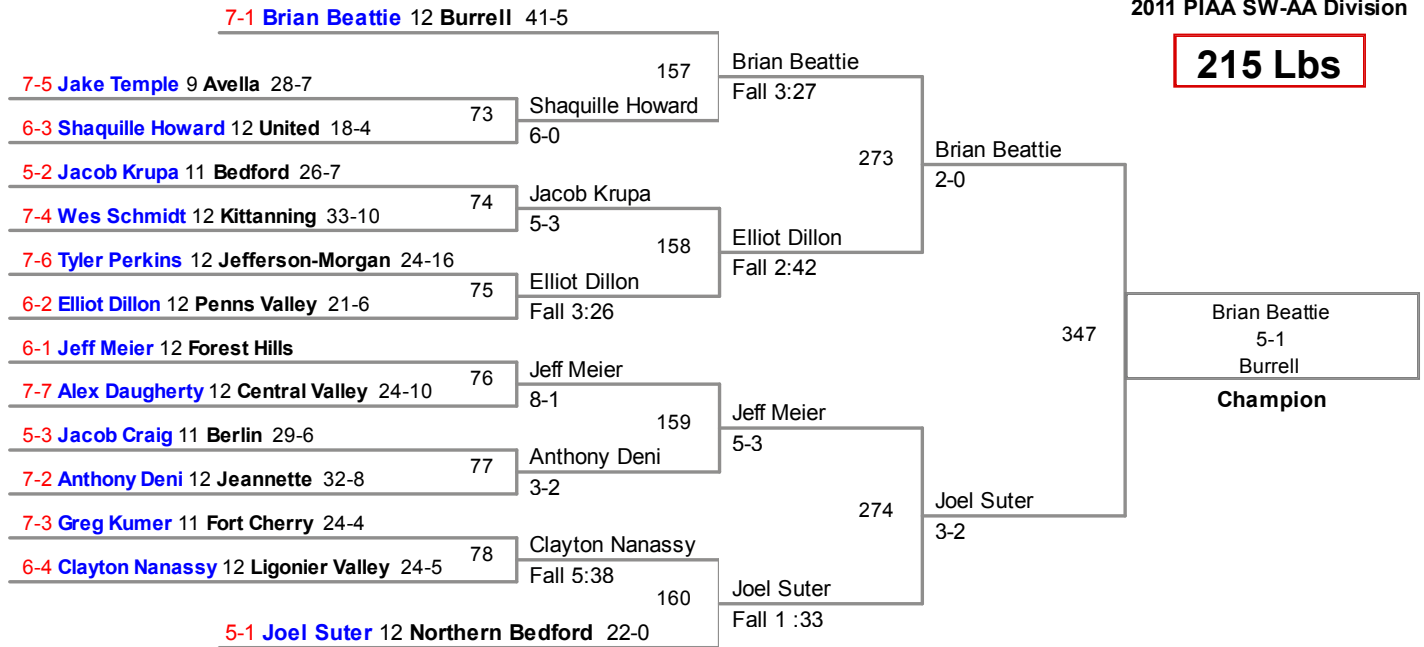 7-1 Brian Beattie 12 Burrell 41-5
2011 PIAA SW-AA Division
215 Lbs
157
Brian Beattie
Fall 3:27
7-5 Jake Temple 9 Avella 28-7
73
Shaquille Howard
6-0
6-3 Shaquille Howard 12 United 18-4
273
Brian Beattie
2-0
5-2 Jacob Krupa 11 Bedford 26-7
74
Jacob Krupa
5-3
7-4 Wes Schmidt 12 Kittanning 33-10
158
Elliot Dillon
Fall 2:42
7-6 Tyler Perkins 12 Jefferson-Morgan 24-16
75
Elliot Dillon
Fall 3:26
6-2 Elliot Dillon 12 Penns Valley 21-6
347
Brian Beattie
5-1
Burrell
Champion
6-1 Jeff Meier 12 Forest Hills
76
Jeff Meier
8-1
7-7 Alex Daugherty 12 Central Valley 24-10
159
Jeff Meier
5-3
5-3 Jacob Craig 11 Berlin 29-6
77
Anthony Deni
3-2
7-2 Anthony Deni 12 Jeannette 32-8
274
Joel Suter
3-2
7-3 Greg Kumer 11 Fort Cherry 24-4
78
Clayton Nanassy
Fall 5:38
6-4 Clayton Nanassy 12 Ligonier Valley 24-5
160
Joel Suter
Fall 1 :33
5-1 Joel Suter 12 Northern Bedford 22-0